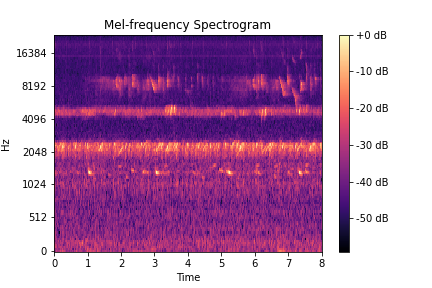 Mel-frequency Spectrogram
Hz
16384
8192
4096
2048
1024
512
0
0 1 2 3 4 5 6 7 8
Time
+0 dB
-10 dB
-20 dB
-30 dB
-40 dB
-50 dB